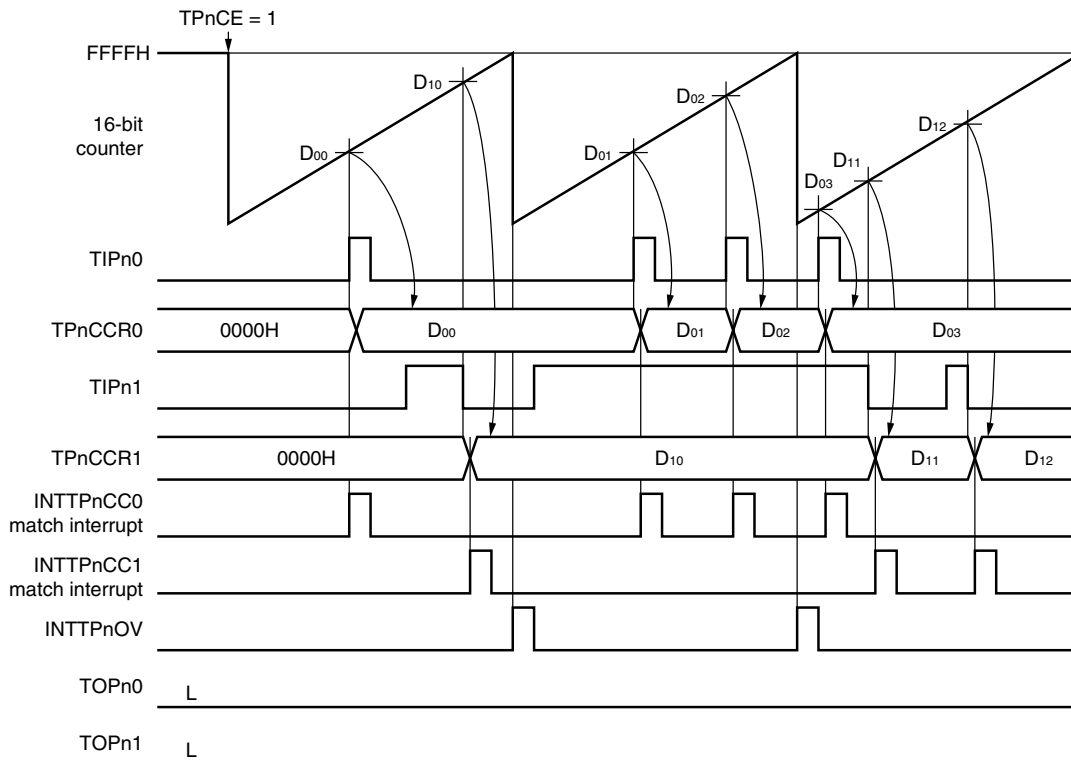 TPnCE = 1
FFFFH
16-bit
counter
D00
D10
D01
D02
D03
D11
D12
TIPn0
TPnCCR0
0000H
D00
D01
D02
D03
TIPn1
TPnCCR1
0000H
D10
D11
D12
INTTPnCC0
match interrupt
INTTPnCC1
match interrupt
INTTPnOV
TOPn0
L
TOPn1
L